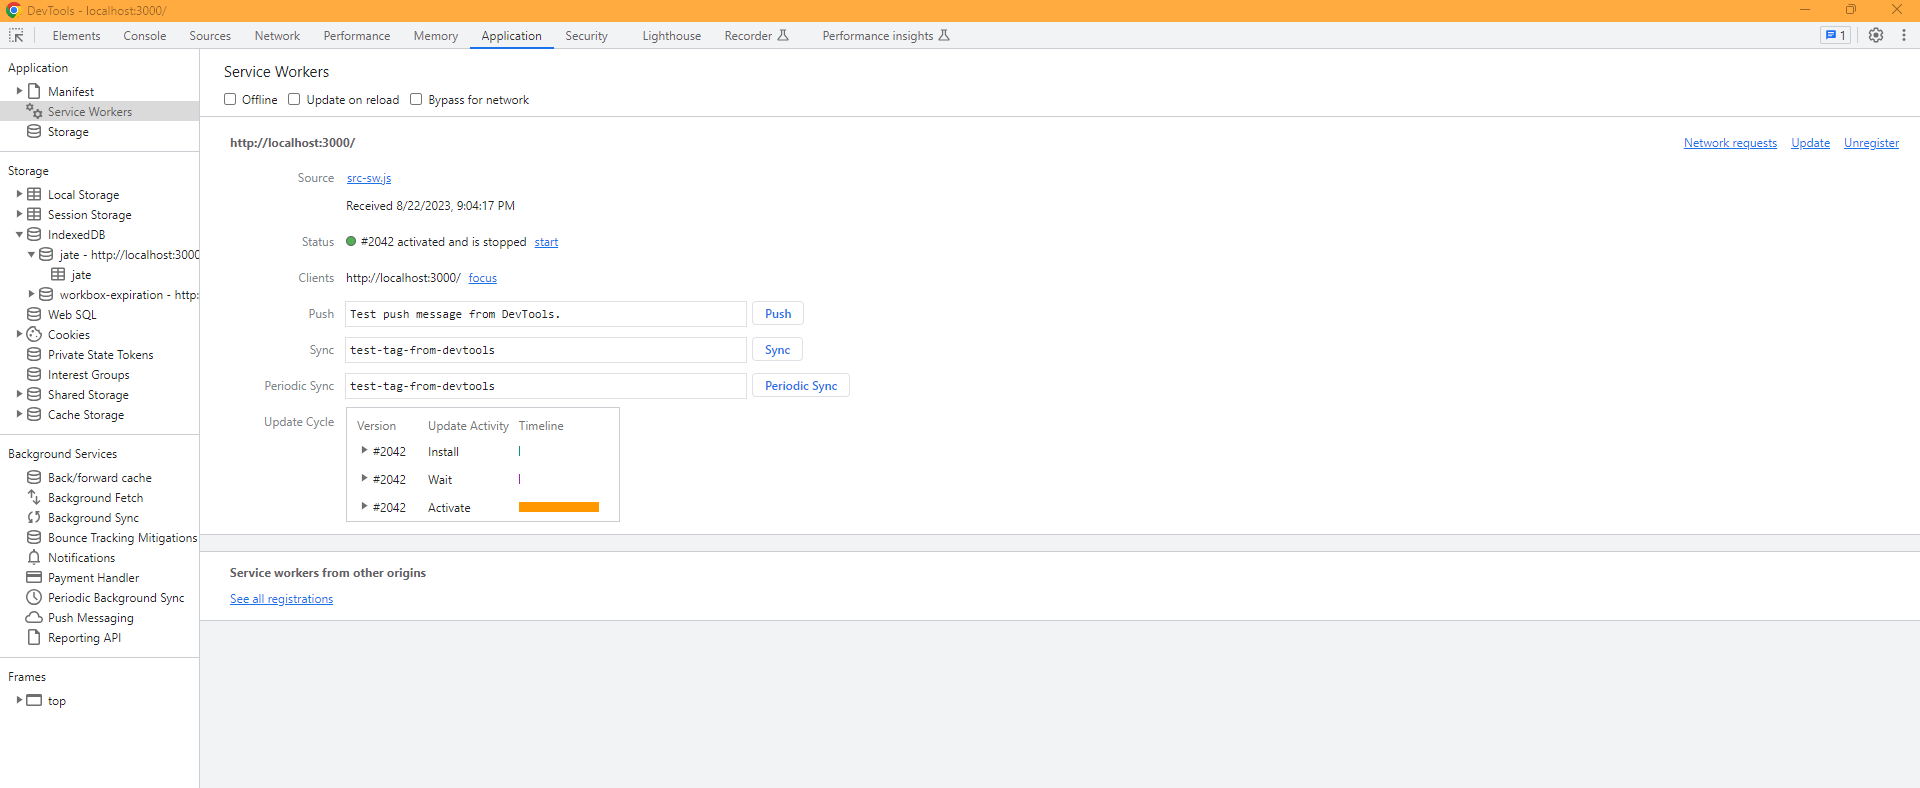 DevTools - localhost:3000/
Elements Console Sources Network Performance Memory Application Security Lighthouse Recorder Performance insights 1
Application
Manifest
Service Workers
Storage
Storage
Local Storage
Session Storage
IndexedDB
jate - http://localhost:3000
jate
workbox-expiration - http:
Web SQL
Cookies
Private State Tokens
Interest Groups
Shared Storage
Cache Storage
Background Services
Back/forward cache
Background Fetch
Background Sync
Bounce Tracking Mitigations
Notifications
Payment Handler
Periodic Background Sync
Push Messaging
Reporting API
Frames
top
Service Workers
Offline Update on reload Bypass for network
http://localhost:3000/ Network requests Update Unregister
Source src-sw.js
Received 8/22/2023, 9:04:17 PM
Status #2042 activated and is stopped start
Clients http://localhost:3000/ focus
Push Test push message from DevTools. Push
Sync test-tag-from-devtools Sync
Periodic Sync test-tag-from-devtools Periodic Sync
Update Cycle Version Update Activity Timeline
#2042 Install
#2042 Wait
#2042 Activate
Service workers from other origins
See all registrations